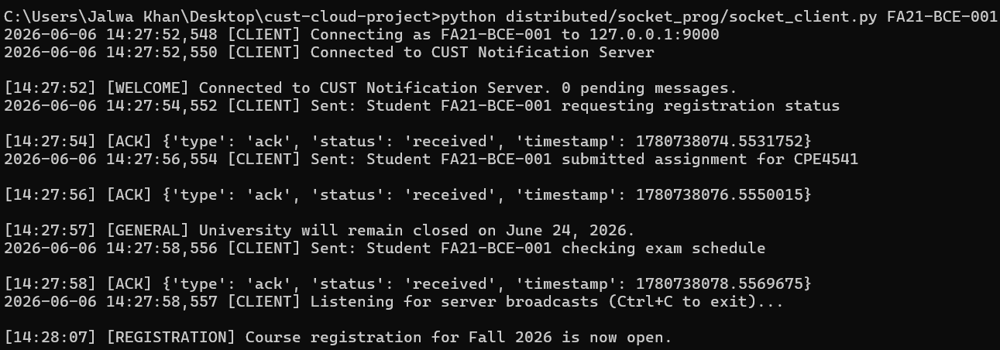 C:\Users\Jalwa Khan\Desktop\cust-cloud-project>python distributed/socket_prog/socket_client.py FA21-BCE-001
2026-06-06 14:27:52,548 [CLIENT] Connecting as FA21-BCE-001 to 127.0.0.1:9000
2026-06-06 14:27:52,550 [CLIENT] Connected to CUST Notification Server
[14:27:52] [WELCOME] Connected to CUST Notification Server. 0 pending messages.
2026-06-06 14:27:54,552 [CLIENT] Sent: Student FA21-BCE-001 requesting registration status
[14:27:54] [ACK] {'type': 'ack', 'status': 'received', 'timestamp': 1780738074.5531752}
2026-06-06 14:27:56,554 [CLIENT] Sent: Student FA21-BCE-001 submitted assignment for CPE4541
[14:27:56] [ACK] {'type': 'ack', 'status': 'received', 'timestamp': 1780738076.5550015}
[14:27:57] [GENERAL] University will remain closed on June 24, 2026.
2026-06-06 14:27:58,556 [CLIENT] Sent: Student FA21-BCE-001 checking exam schedule
[14:27:58] [ACK] {'type': 'ack', 'status': 'received', 'timestamp': 1780738078.5569675}
2026-06-06 14:27:58,557 [CLIENT] Listening for server broadcasts (Ctrl+C to exit)...
[14:28:07] [REGISTRATION] Course registration for Fall 2026 is now open.